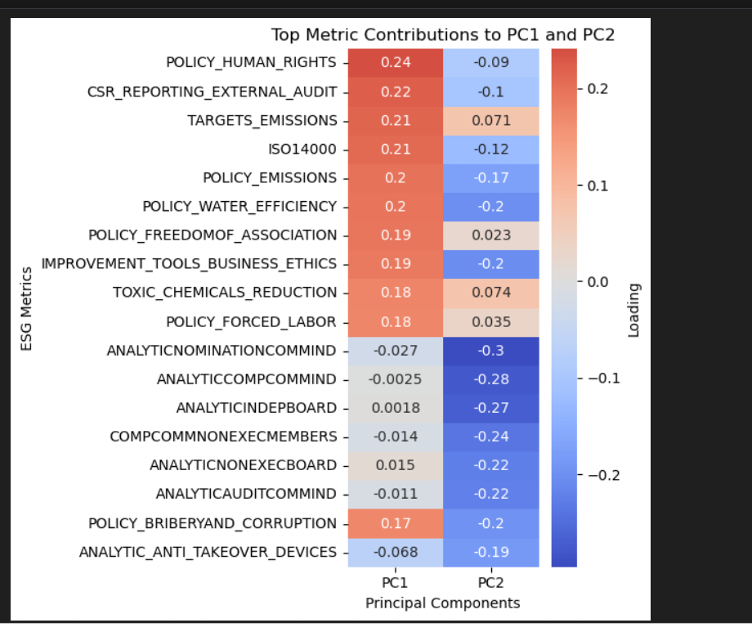 Top Metric Contributions to PC1 and PC2
POLICY_HUMAN_RIGHTS 0.24 -0.09
CSR_REPORTING_EXTERNAL_AUDIT 0.22 -0.1
TARGETS_EMISSIONS 0.21 0.071
ISO14000 0.21 -0.12
POLICY_EMISSIONS 0.2 -0.17
POLICY_WATER_EFFICIENCY 0.2 -0.2
POLICY_FREEDOMOF_ASSOCIATION 0.19 0.023
IMPROVEMENT_TOOLS_BUSINESS_ETHICS 0.19 -0.2
TOXIC_CHEMICALS_REDUCTION 0.18 0.074
POLICY_FORCED_LABOR 0.18 0.035
ANALYTICNOMINATIONCOMMIND -0.027 -0.3
ANALYTICCOMPCOMMIND -0.0025 -0.28
ANALYTICINDEPBOARD 0.0018 -0.27
COMPCOMMNONEXECMEMBERS -0.014 -0.24
ANALYTICNONEXECBOARD 0.015 -0.22
ANALYTICAUDITCOMMIND -0.011 -0.22
POLICY_BRIBERYAND_CORRUPTION 0.17 -0.2
ANALYTIC_ANTI_TAKEOVER_DEVICES -0.068 -0.19
PC1 PC2
Principal Components
ESG Metrics
0.2
0.1
0.0
−0.1
−0.2
Loading